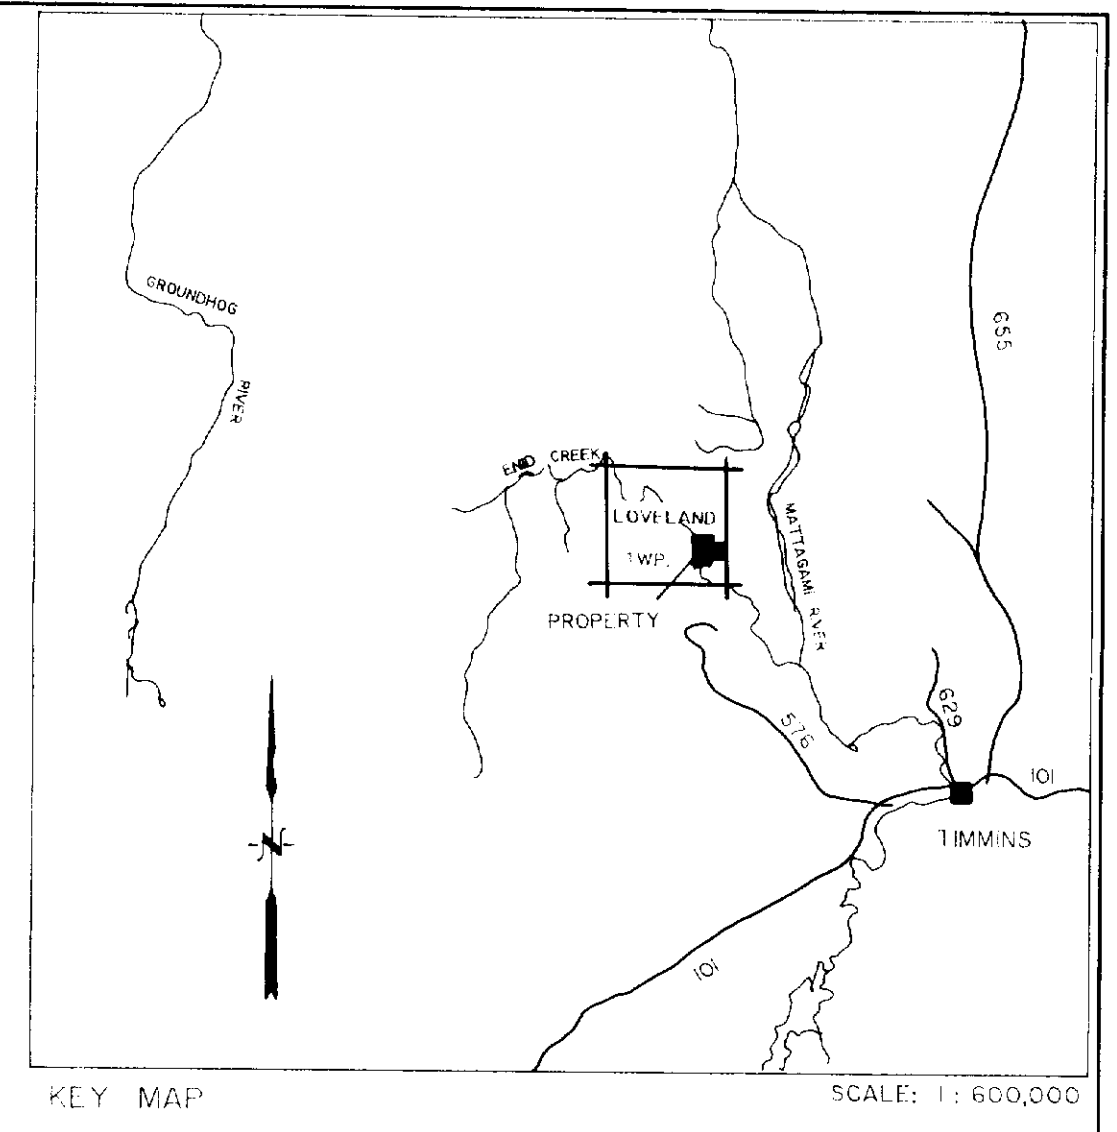 GROUNDHOG
RIVER
655
ENID CREEK
LOVELAND
TWP.
MATTAGAMI RIVER
PROPERTY
576
629
101
TIMMINS
N
101
KEY MAP
SCALE: 1 : 600,000